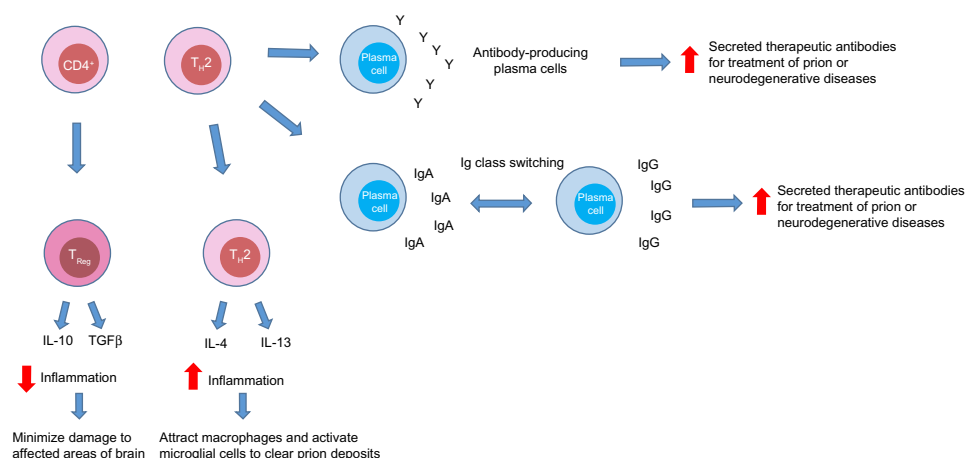 CD4+
TH2
Plasma
cell
Y
Y
Y
Y
Y
Y
Antibody-producing
plasma cells
Secreted therapeutic antibodies
for treatment of prion or
neurodegenerative diseases
Plasma
cell
IgA
IgA
IgA
IgA
Ig class switching
Plasma
cell
IgG
IgG
IgG
IgG
Secreted therapeutic antibodies
for treatment of prion or
neurodegenerative diseases
TReg
TH2
IL-10 TGFβ
IL-4 IL-13
Inflammation
Inflammation
Minimize damage to
affected areas of brain
Attract macrophages and activate
microglial cells to clear prion deposits